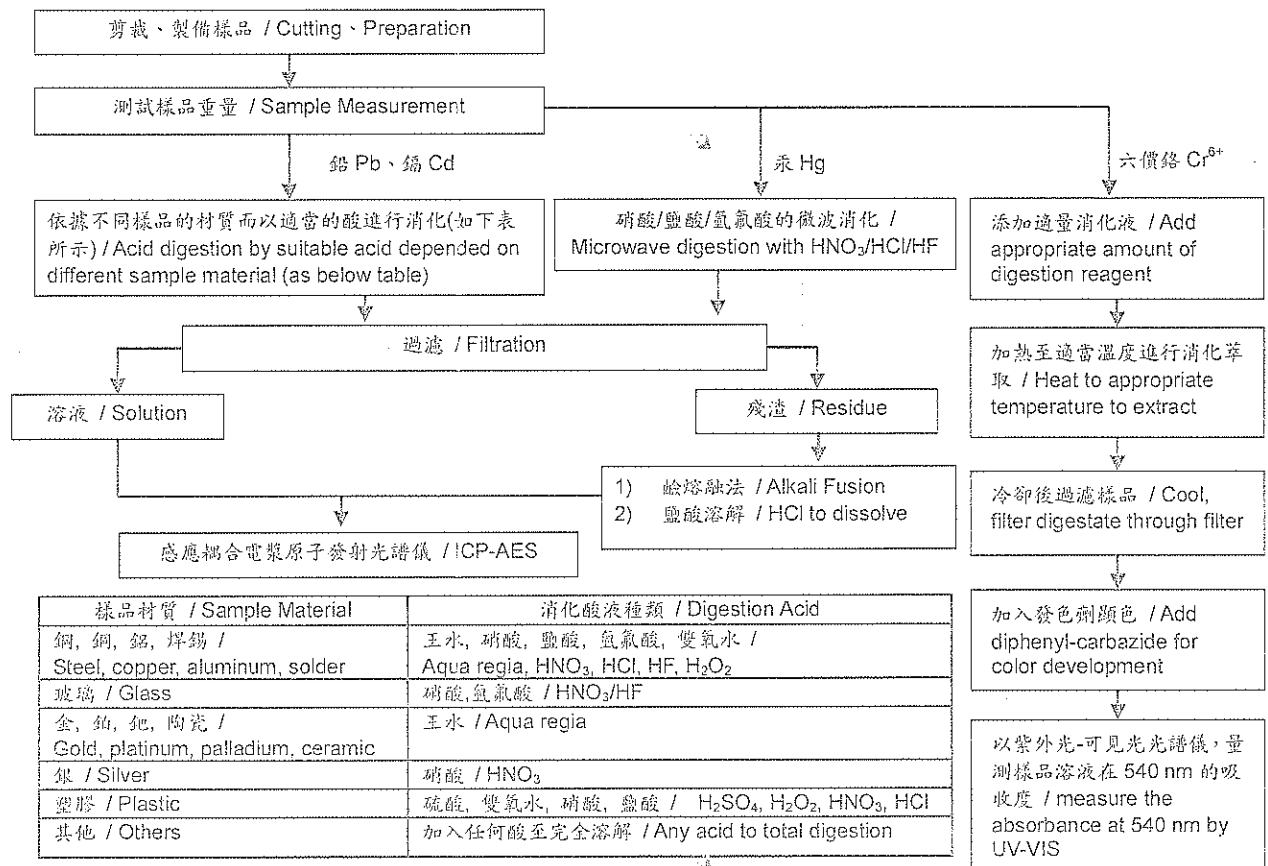 剪裁、製備樣品 / Cutting、Preparation
測試樣品重量 / Sample Measurement
鉛 Pb、鎘 Cd
汞 Hg
六價鉻 Cr⁶⁺
依據不同樣品的材質而以適當的酸進行消化(如下表
所示) / Acid digestion by suitable acid depended on
different sample material (as below table)
硝酸/鹽酸/氫氟酸的微波消化 /
Microwave digestion with HNO₃/HCl/HF
添加適量消化液 / Add
appropriate amount of
digestion reagent
過濾 / Filtration
加熱至適當溫度進行消化萃
取 / Heat to appropriate
temperature to extract
溶液 / Solution
殘渣 / Residue
1) 鹼熔融法 / Alkali Fusion
2) 鹽酸溶解 / HCl to dissolve
冷卻後過濾樣品 / Cool,
filter digestate through filter
感應耦合電漿原子發射光譜儀 / ICP-AES
加入發色劑顯色 / Add
diphenyl-carbazide for
color development
以紫外光-可見光光譜儀，量
測樣品溶液在 540 nm 的吸
收度 / measure the
absorbance at 540 nm by
UV-VIS
樣品材質 / Sample Material 消化酸液種類 / Digestion Acid
鋼, 銅, 鋁, 焊錫 / 王水, 硝酸, 鹽酸, 氫氟酸, 雙氧水 /
Steel, copper, aluminum, solder Aqua regia, HNO₃, HCl, HF, H₂O₂
玻璃 / Glass 硝酸,氫氟酸 / HNO₃/HF
金, 鉑, 鈀, 陶瓷 / 王水 / Aqua regia
Gold, platinum, palladium, ceramic
銀 / Silver 硝酸 / HNO₃
塑膠 / Plastic 硫酸, 雙氧水, 硝酸, 鹽酸 / H₂SO₄, H₂O₂, HNO₃, HCl
其他 / Others 加入任何酸至完全溶解 / Any acid to total digestion